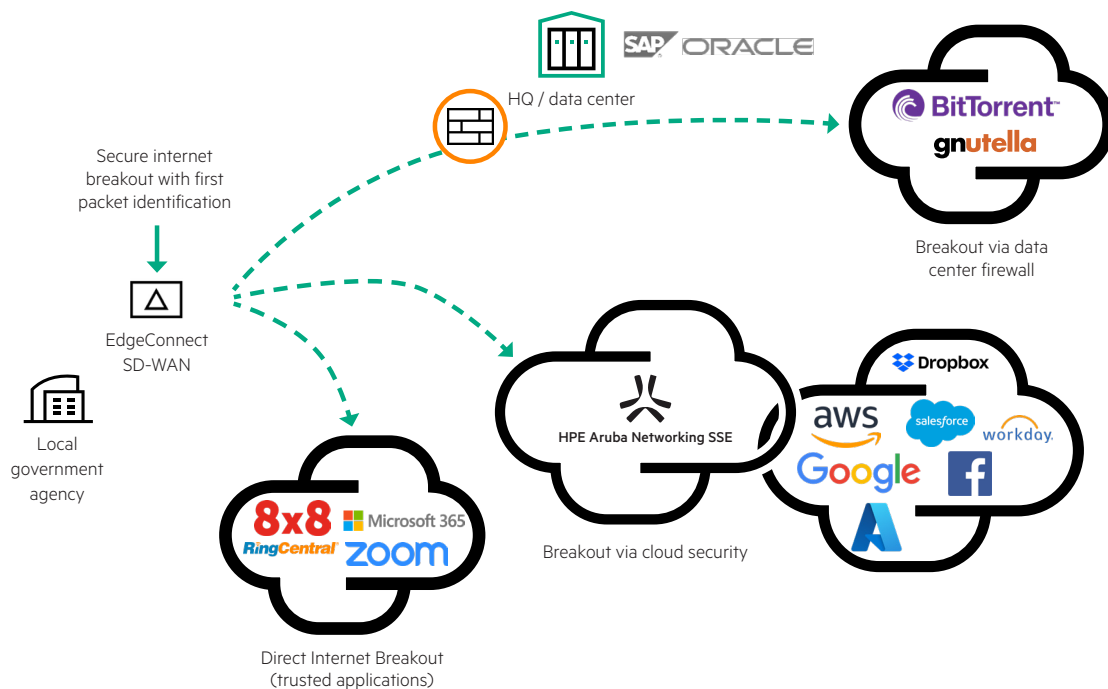 SAP ORACLE
HQ / data center
BitTorrent™
gnutella
Secure internet
breakout with first
packet identification
Breakout via data
center firewall
EdgeConnect
SD-WAN
Dropbox
aws
salesforce
workday.
HPE Aruba Networking SSE
Google
Local
government
agency
8x8
Microsoft 365
RingCentral®
zoom
Breakout via cloud security
Direct Internet Breakout
(trusted applications)